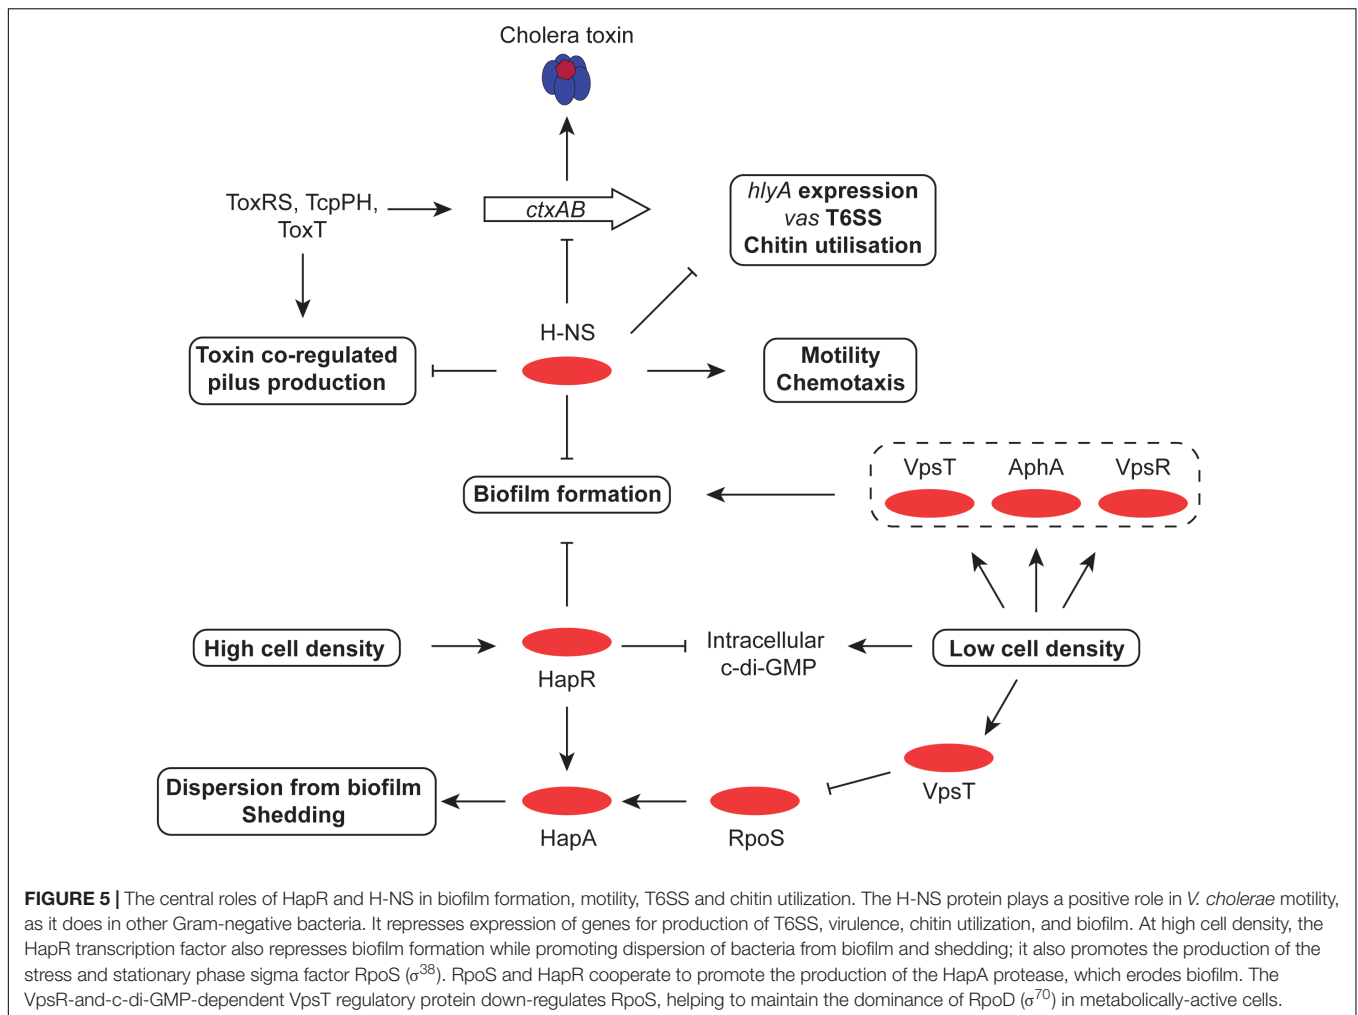 Cholera toxin
ToxRS, TcpPH,
ToxT
ctxAB
hlyA expression
vas T6SS
Chitin utilisation
H-NS
Toxin co-regulated
pilus production
Motility
Chemotaxis
VpsT AphA VpsR
Biofilm formation
High cell density
HapR
Intracellular
c-di-GMP
Low cell density
Dispersion from biofilm
Shedding
HapA
RpoS
VpsT
FIGURE 5 | The central roles of HapR and H-NS in biofilm formation, motility, T6SS and chitin utilization. The H-NS protein plays a positive role in V. cholerae motility,
as it does in other Gram-negative bacteria. It represses expression of genes for production of T6SS, virulence, chitin utilization, and biofilm. At high cell density, the
HapR transcription factor also represses biofilm formation while promoting dispersion of bacteria from biofilm and shedding; it also promotes the production of the
stress and stationary phase sigma factor RpoS (σ³⁸). RpoS and HapR cooperate to promote the production of the HapA protease, which erodes biofilm. The
VpsR-and-c-di-GMP-dependent VpsT regulatory protein down-regulates RpoS, helping to maintain the dominance of RpoD (σ⁷⁰) in metabolically-active cells.